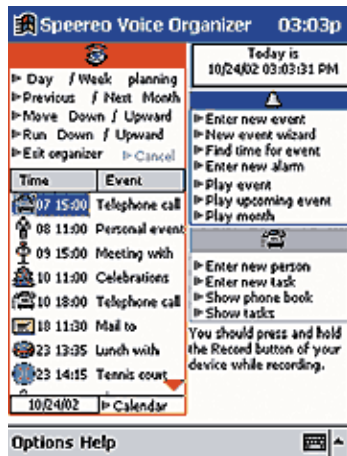 Speereo Voice Organizer 03:03p
▹ Day / Week planning
▹ Previous / Next Month
▹ Move Down / Upward
▹ Run Down / Upward
▹ Exit organizer ▹ Cancel
Time Event
07 15:00 Telephone call
08 11:00 Personal event
09 15:00 Meeting with
10 11:00 Celebrations
10 18:00 Telephone call
18 11:30 Mail to
23 13:35 Lunch with
23 14:15 Tennis court
10/24/02 ▹ Calendar
Today is
10/24/02 03:03:31 PM
▹ Enter new event
▹ New event wizard
▹ Find time for event
▹ Enter new alarm
▹ Play event
▹ Play upcoming event
▹ Play month
▹ Enter new person
▹ Enter new task
▹ Show phone book
▹ Show tasks
You should press and hold
the Record button of your
device while recording.
Options Help